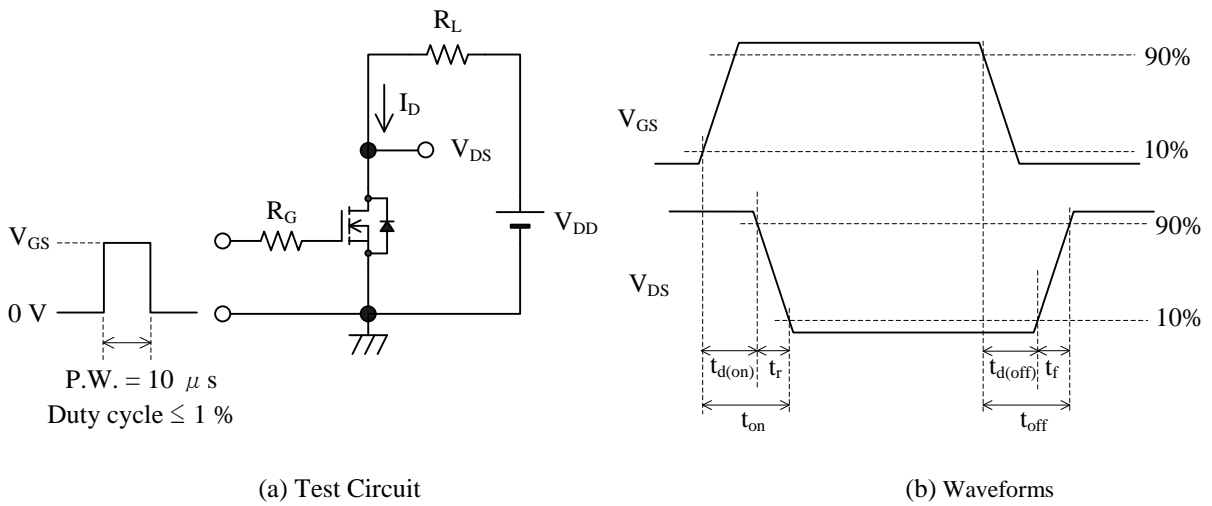 R_L
I_D
V_DS
R_G
V_DD
V_GS
0 V
P.W. = 10 μ s
Duty cycle ≤ 1 %
(a) Test Circuit
90%
V_GS
10%
90%
V_DS
10%
t_d(on) t_r t_d(off) t_f
t_on t_off
(b) Waveforms